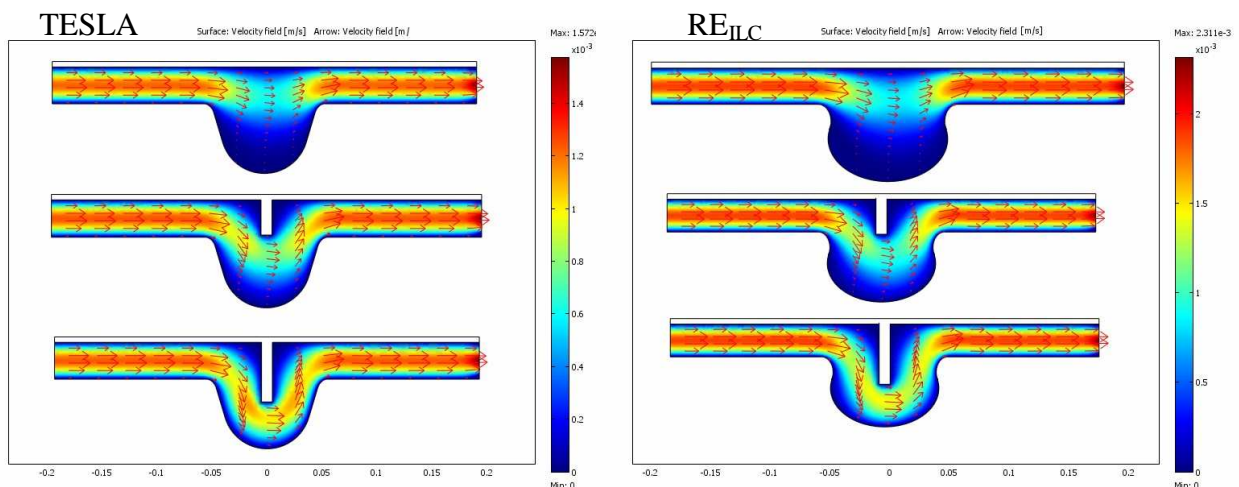 TESLA
Surface: Velocity field [m/s] Arrow: Velocity field [m/
Max: 1.572e
x10-3
1.4
1.2
1
0.8
0.6
0.4
0.2
0
Min: 0
-0.2 -0.15 -0.1 -0.05 0 0.05 0.1 0.15 0.2
REILC
Surface: Velocity field [m/s] Arrow: Velocity field [m/s]
Max: 2.311e-3
x10-3
2
1.5
1
0.5
0
Min: 0
-0.2 -0.15 -0.1 -0.05 0 0.05 0.1 0.15 0.2